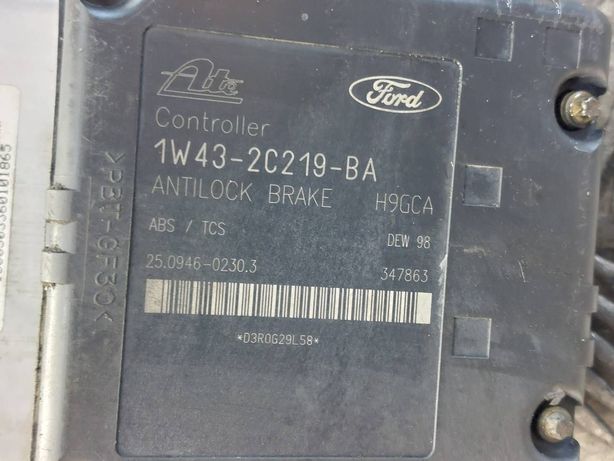 Ate
Ford
Controller
1W43-2C219-BA
ANTILOCK BRAKE H9GCA
ABS / TCS DEW 98
25.0946-0230.3 347863
*D3R0G29L58*
>PBT-GF30<